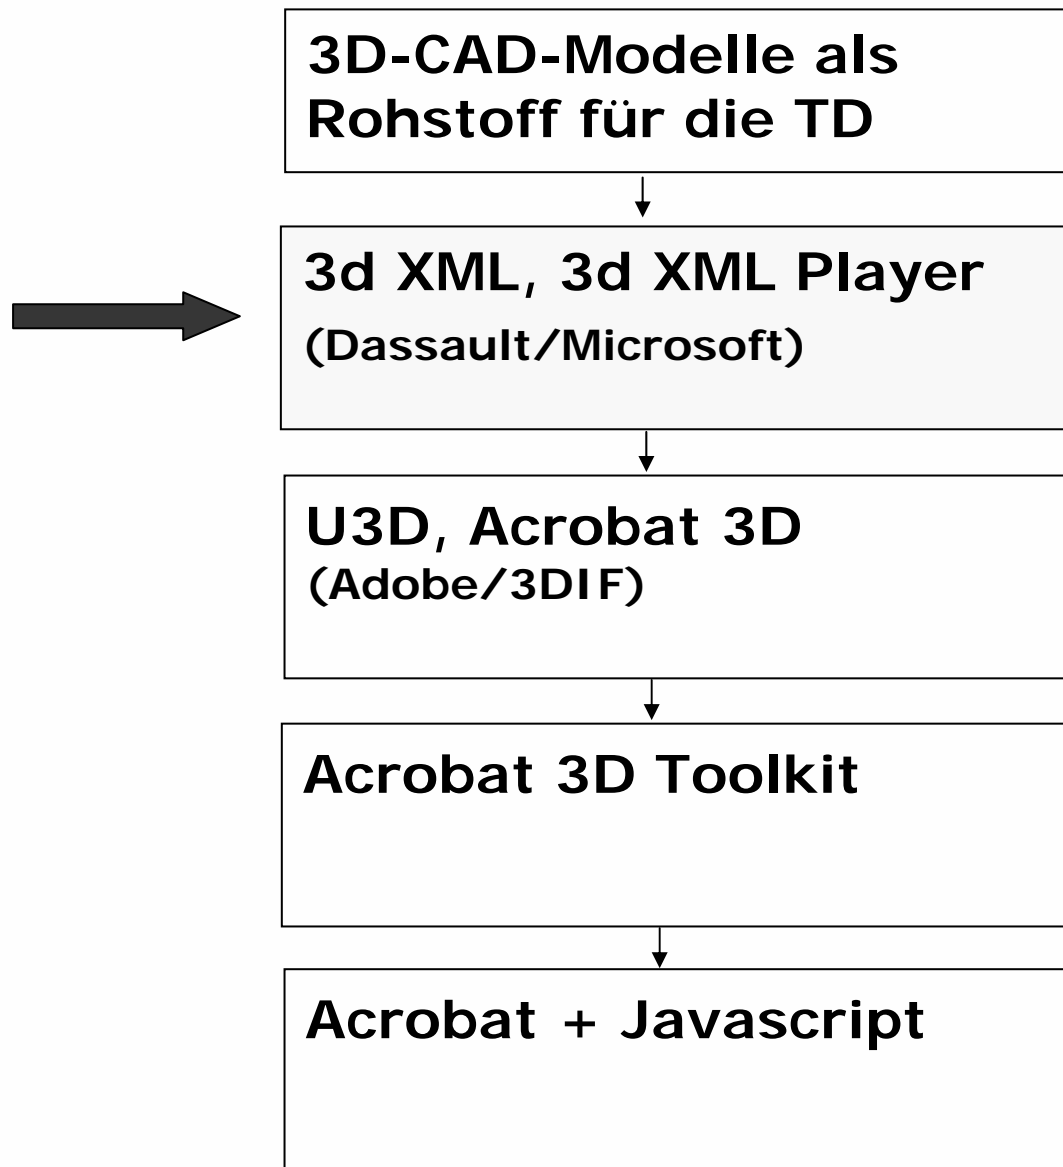 3D-CAD-Modelle als
Rohstoff für die TD
3d XML, 3d XML Player
(Dassault/Microsoft)
U3D, Acrobat 3D
(Adobe/3DIF)
Acrobat 3D Toolkit
Acrobat + Javascript